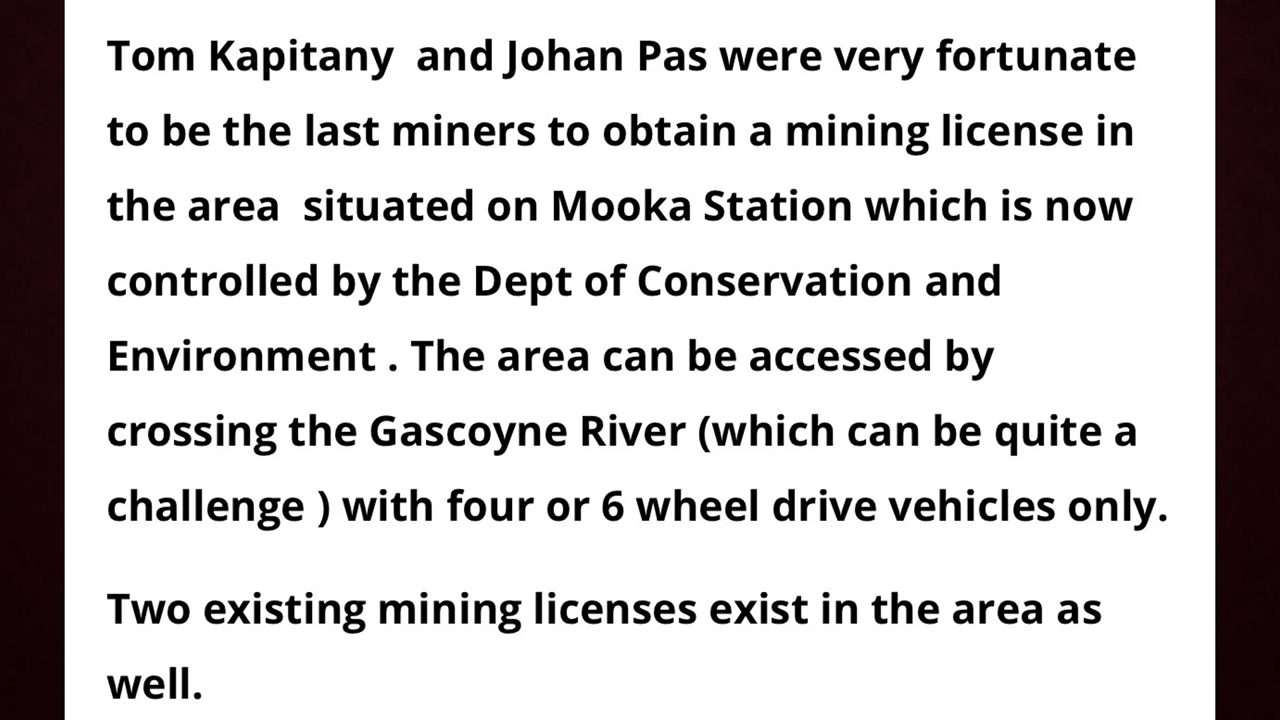 Tom Kapitany  and Johan Pas were very fortunate
to be the last miners to obtain a mining license in
the area  situated on Mooka Station which is now
controlled by the Dept of Conservation and
Environment . The area can be accessed by
crossing the Gascoyne River (which can be quite a
challenge ) with four or 6 wheel drive vehicles only.
Two existing mining licenses exist in the area as
well.